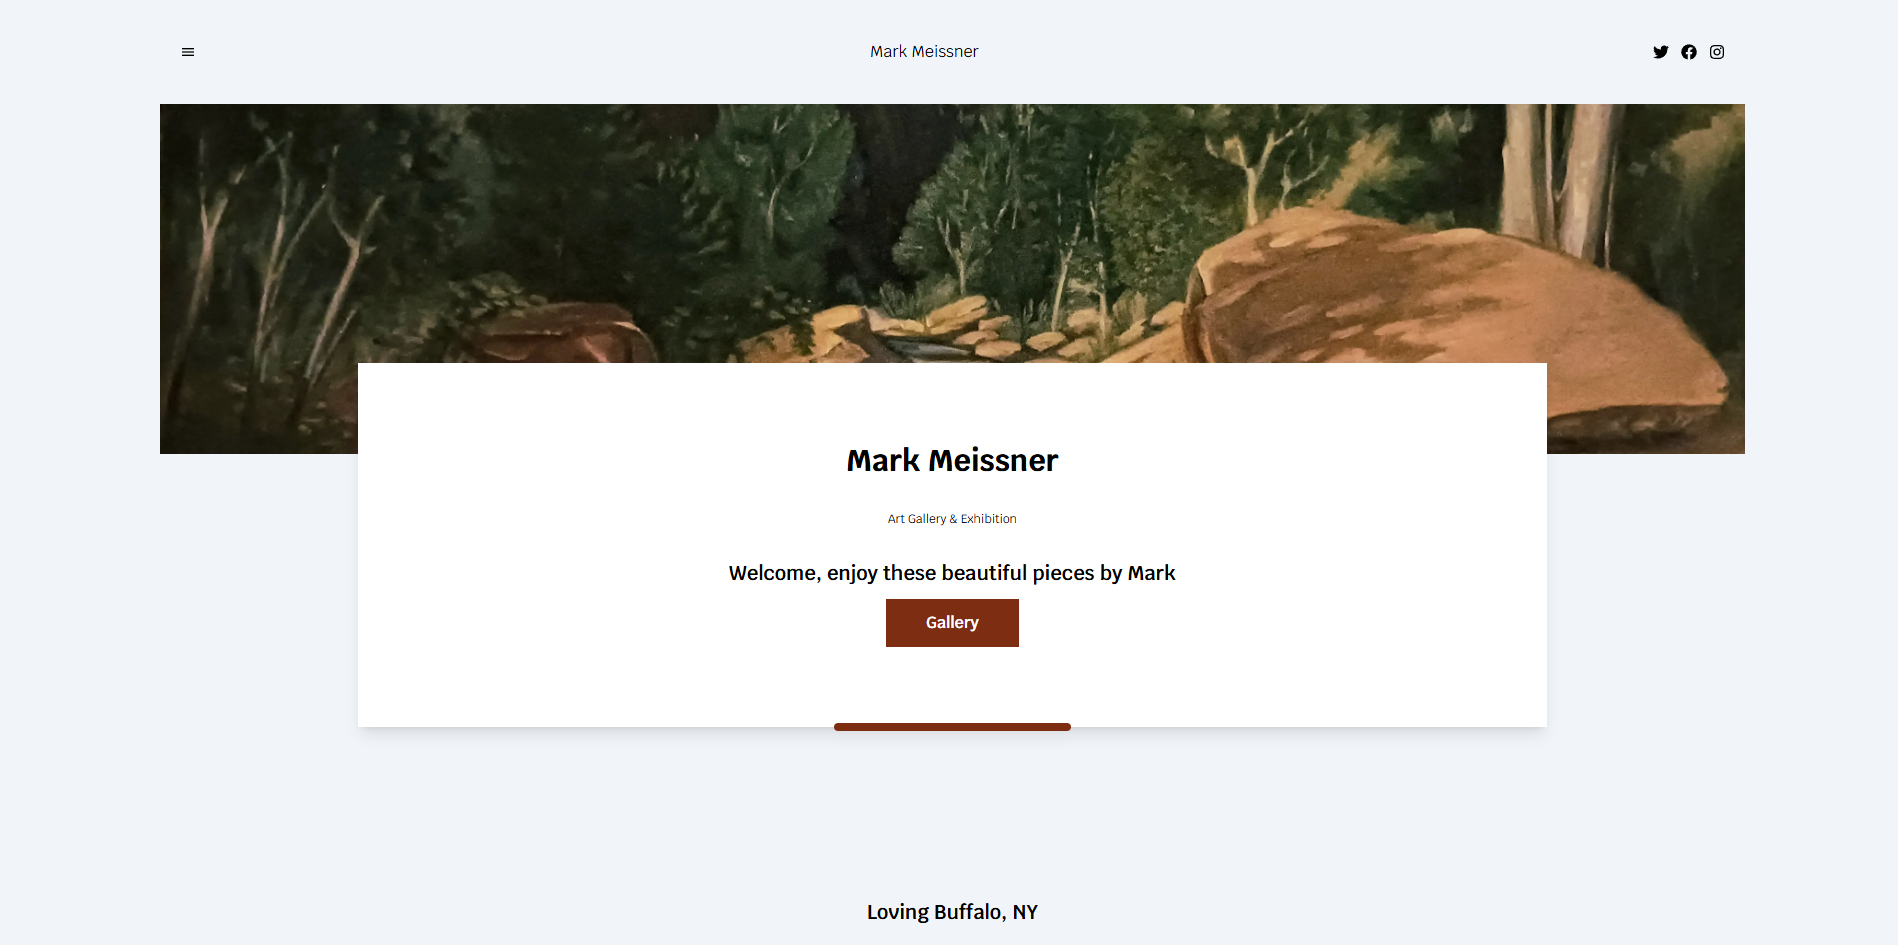 Mark Meissner
Mark Meissner
Art Gallery & Exhibition
Welcome, enjoy these beautiful pieces by Mark
Gallery
Loving Buffalo, NY